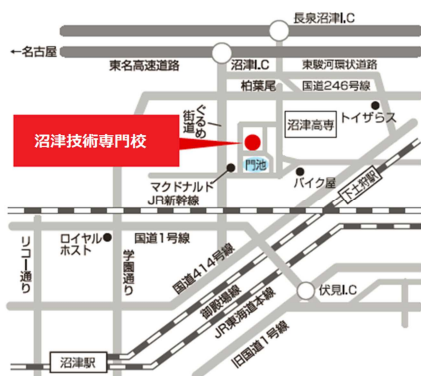 長泉沼津I.C
←名古屋
東名高速道路
沼津I.C
東駿河環状道路
柏葉尾
国道246号線
ぐるめ街道
沼津高専
トイザらス
沼津技術専門校
門池
マクドナルド
バイク屋
下土狩駅
JR新幹線
リコー通り
ロイヤル
ホスト
学園通り
国道1号線
国道414号線
御殿場線
JR東海道本線
伏見I.C
旧国道1号線
沼津駅